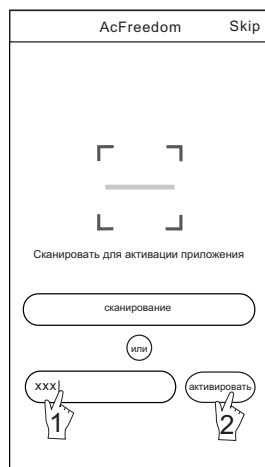 AcFreedom Skip
Сканировать для активации приложения
сканирование
или
xxx активировать
1 2